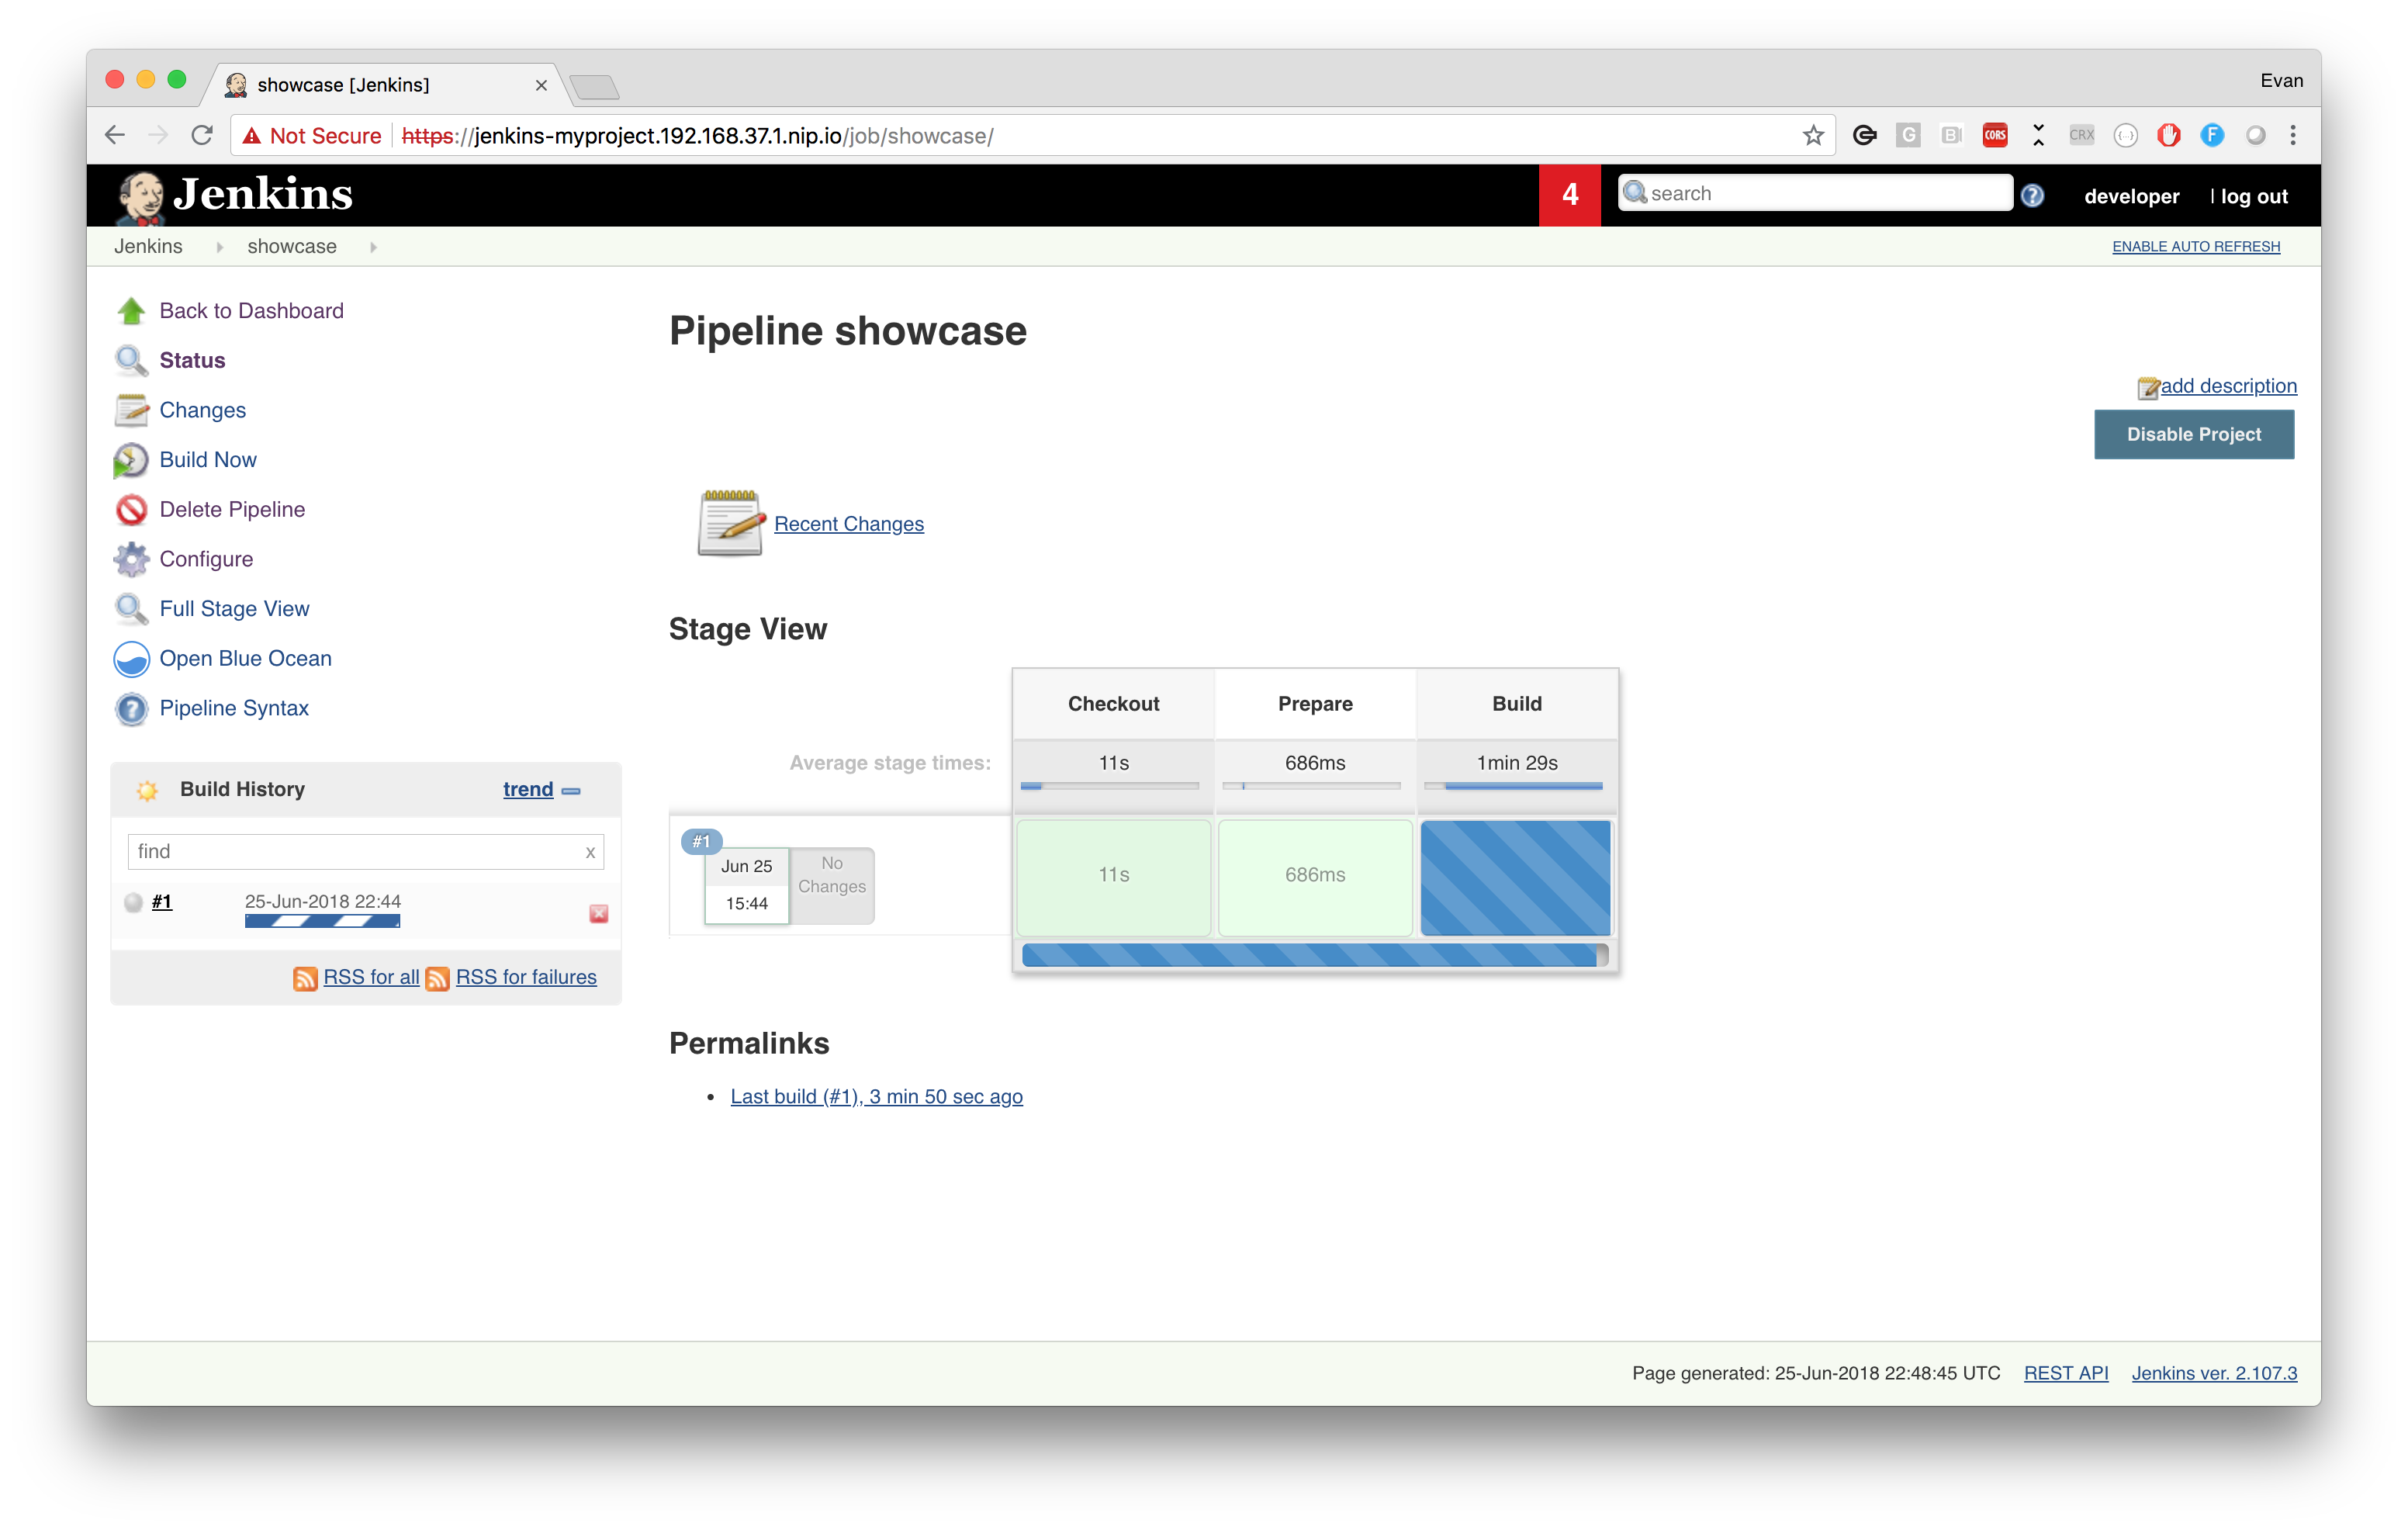 showcase [Jenkins]
Evan
Not Secure https://jenkins-myproject.192.168.37.1.nip.io/job/showcase/
G B CORS CRX {...} F
Jenkins
4 search ? developer | log out
Jenkins showcase
ENABLE AUTO REFRESH
Back to Dashboard
Status
Changes
Build Now
Delete Pipeline
Configure
Full Stage View
Open Blue Ocean
? Pipeline Syntax
Build History trend
find x
#1 25-Jun-2018 22:44
RSS for all RSS for failures
Pipeline showcase
add description
Disable Project
Recent Changes
Stage View
Checkout Prepare Build
Average stage times: 11s 686ms 1min 29s
#1
Jun 25
15:44
No
Changes
11s 686ms
Permalinks
• Last build (#1), 3 min 50 sec ago
Page generated: 25-Jun-2018 22:48:45 UTC REST API Jenkins ver. 2.107.3